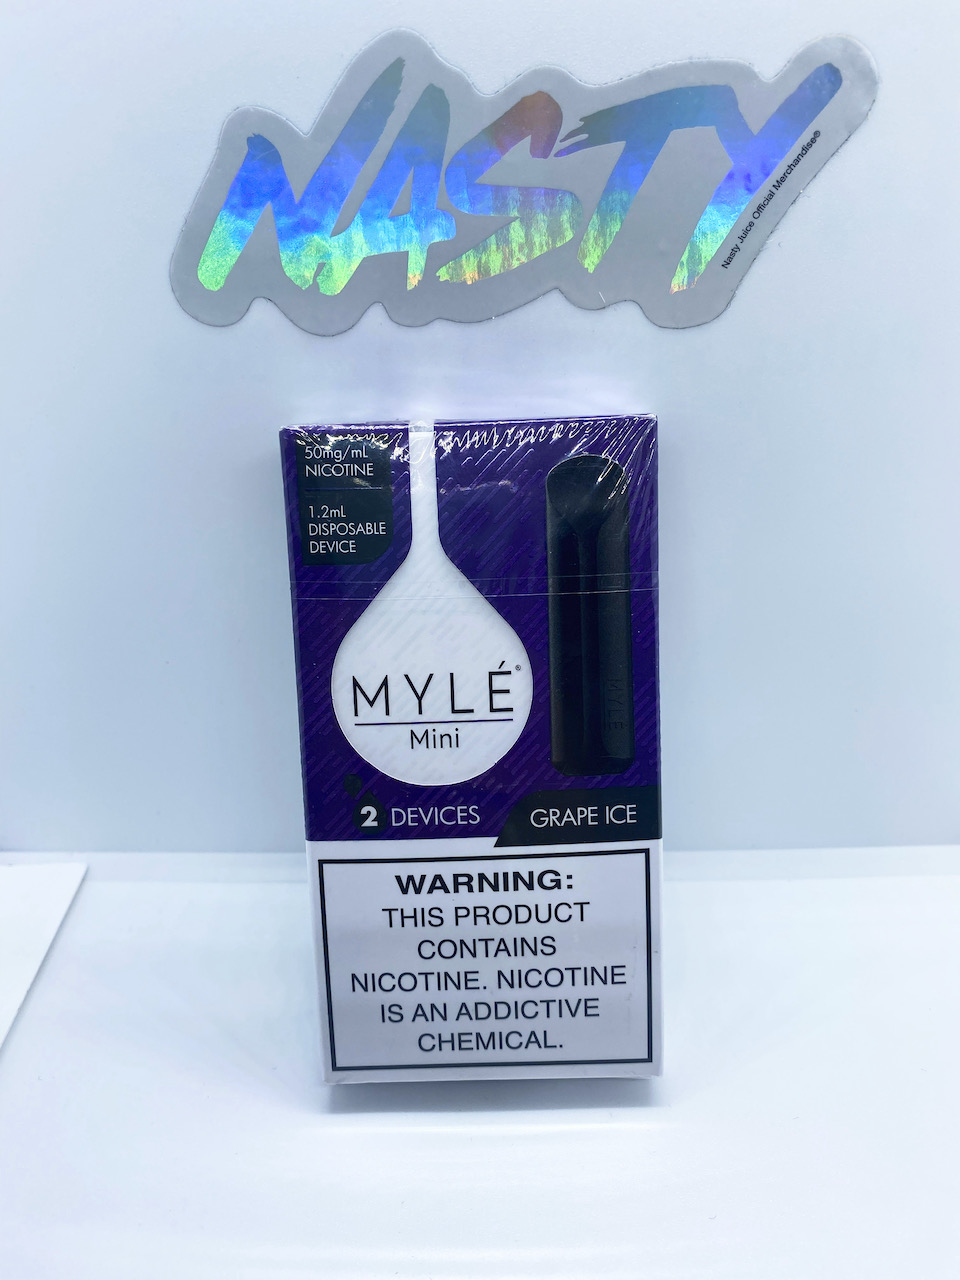 NASTY
Nasty Juice Official Merchandise®
50mg/mL
NICOTINE
1.2mL
DISPOSABLE
DEVICE
MYLÉ®
Mini
MYLÉ
2 DEVICES
GRAPE ICE
WARNING:
THIS PRODUCT
CONTAINS
NICOTINE. NICOTINE
IS AN ADDICTIVE
CHEMICAL.